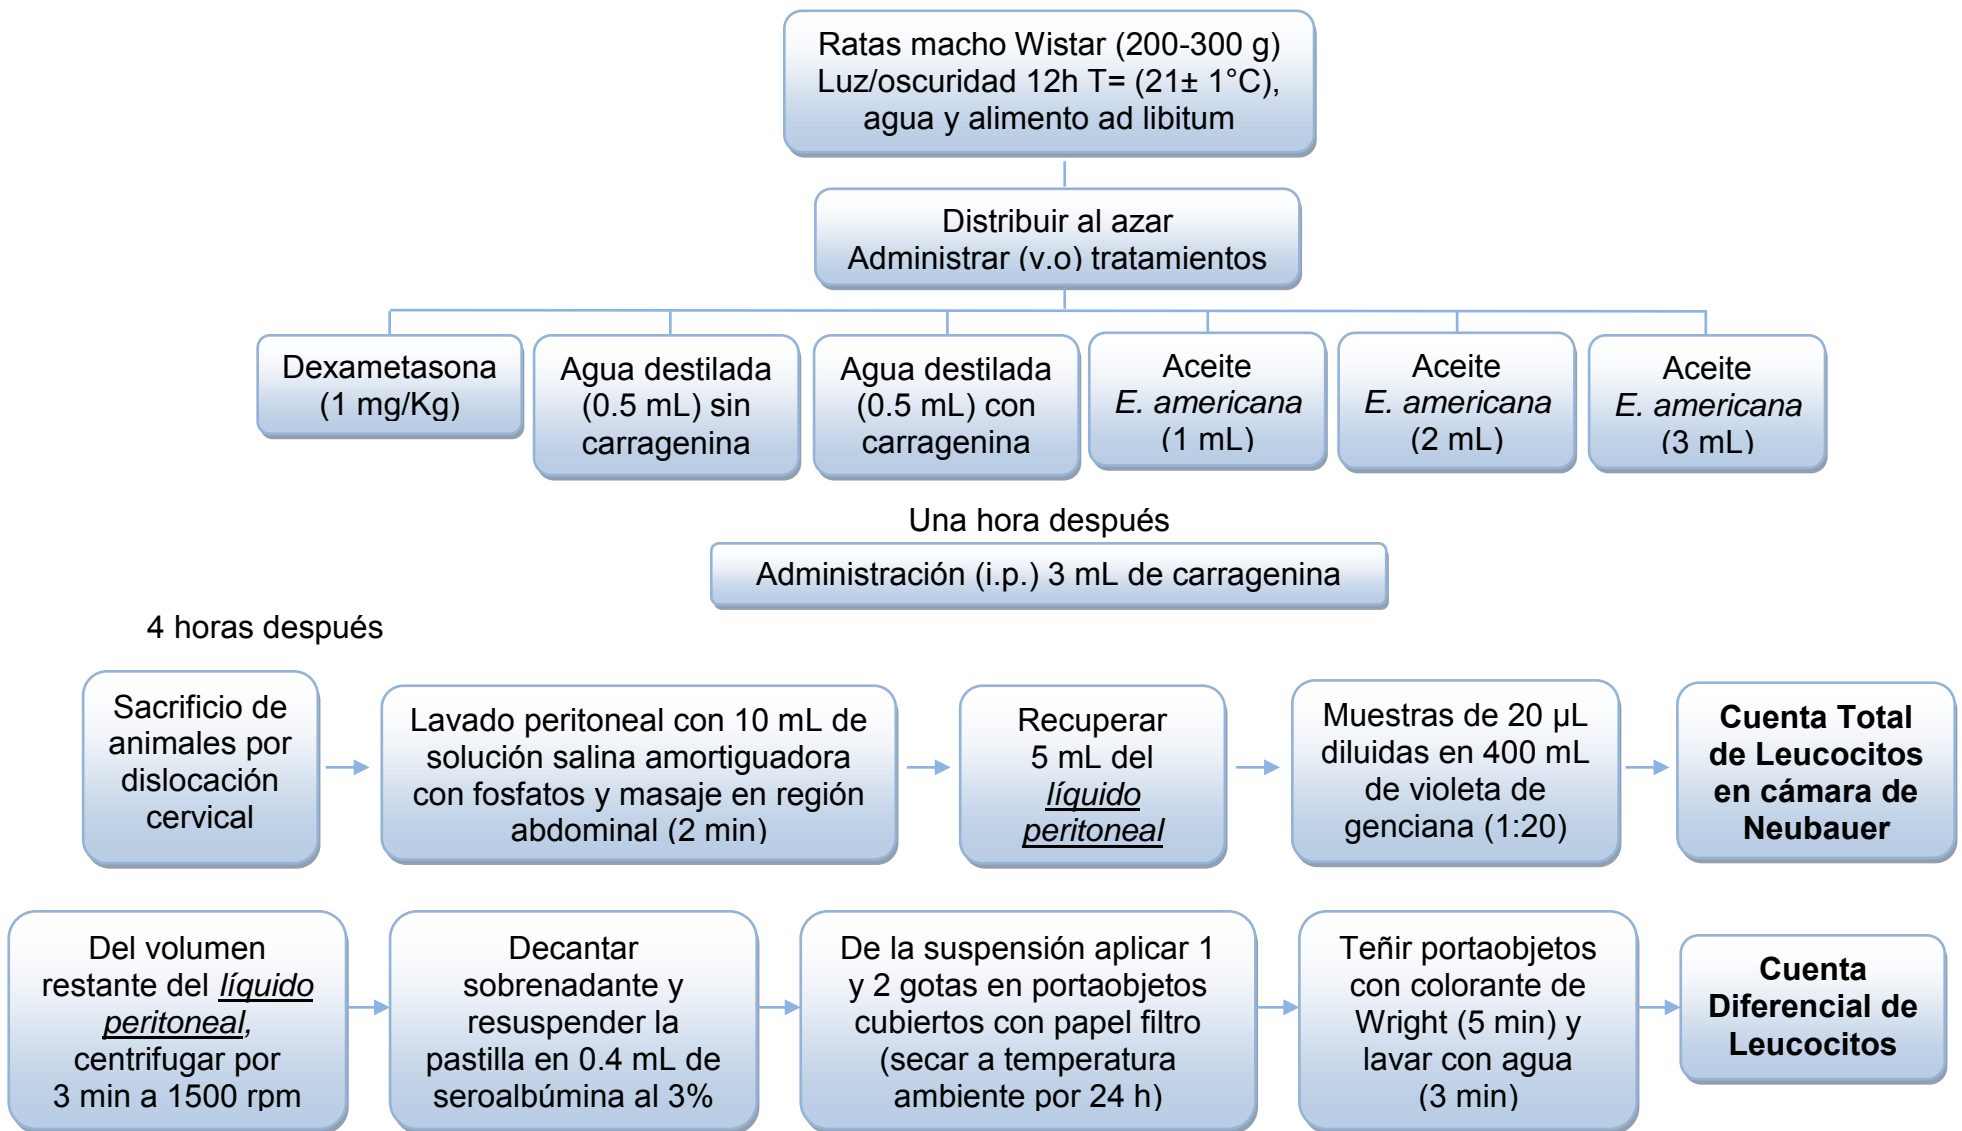 Ratas macho Wistar (200-300 g)
Luz/oscuridad 12h T= (21± 1°C),
agua y alimento ad libitum
Distribuir al azar
Administrar (v.o) tratamientos
Dexametasona
(1 mg/Kg)
Agua destilada
(0.5 mL) sin
carragenina
Agua destilada
(0.5 mL) con
carragenina
Aceite
E. americana
(1 mL)
Aceite
E. americana
(2 mL)
Aceite
E. americana
(3 mL)
Una hora después
Administración (i.p.) 3 mL de carragenina
4 horas después
Sacrificio de
animales por
dislocación
cervical
Lavado peritoneal con 10 mL de
solución salina amortiguadora
con fosfatos y masaje en región
abdominal (2 min)
Recuperar
5 mL del
líquido
peritoneal
Muestras de 20 µL
diluidas en 400 mL
de violeta de
genciana (1:20)
Cuenta Total
de Leucocitos
en cámara de
Neubauer
Del volumen
restante del líquido
peritoneal,
centrifugar por
3 min a 1500 rpm
Decantar
sobrenadante y
resuspender la
pastilla en 0.4 mL de
seroalbúmina al 3%
De la suspensión aplicar 1
y 2 gotas en portaobjetos
cubiertos con papel filtro
(secar a temperatura
ambiente por 24 h)
Teñir portaobjetos
con colorante de
Wright (5 min) y
lavar con agua
(3 min)
Cuenta
Diferencial de
Leucocitos